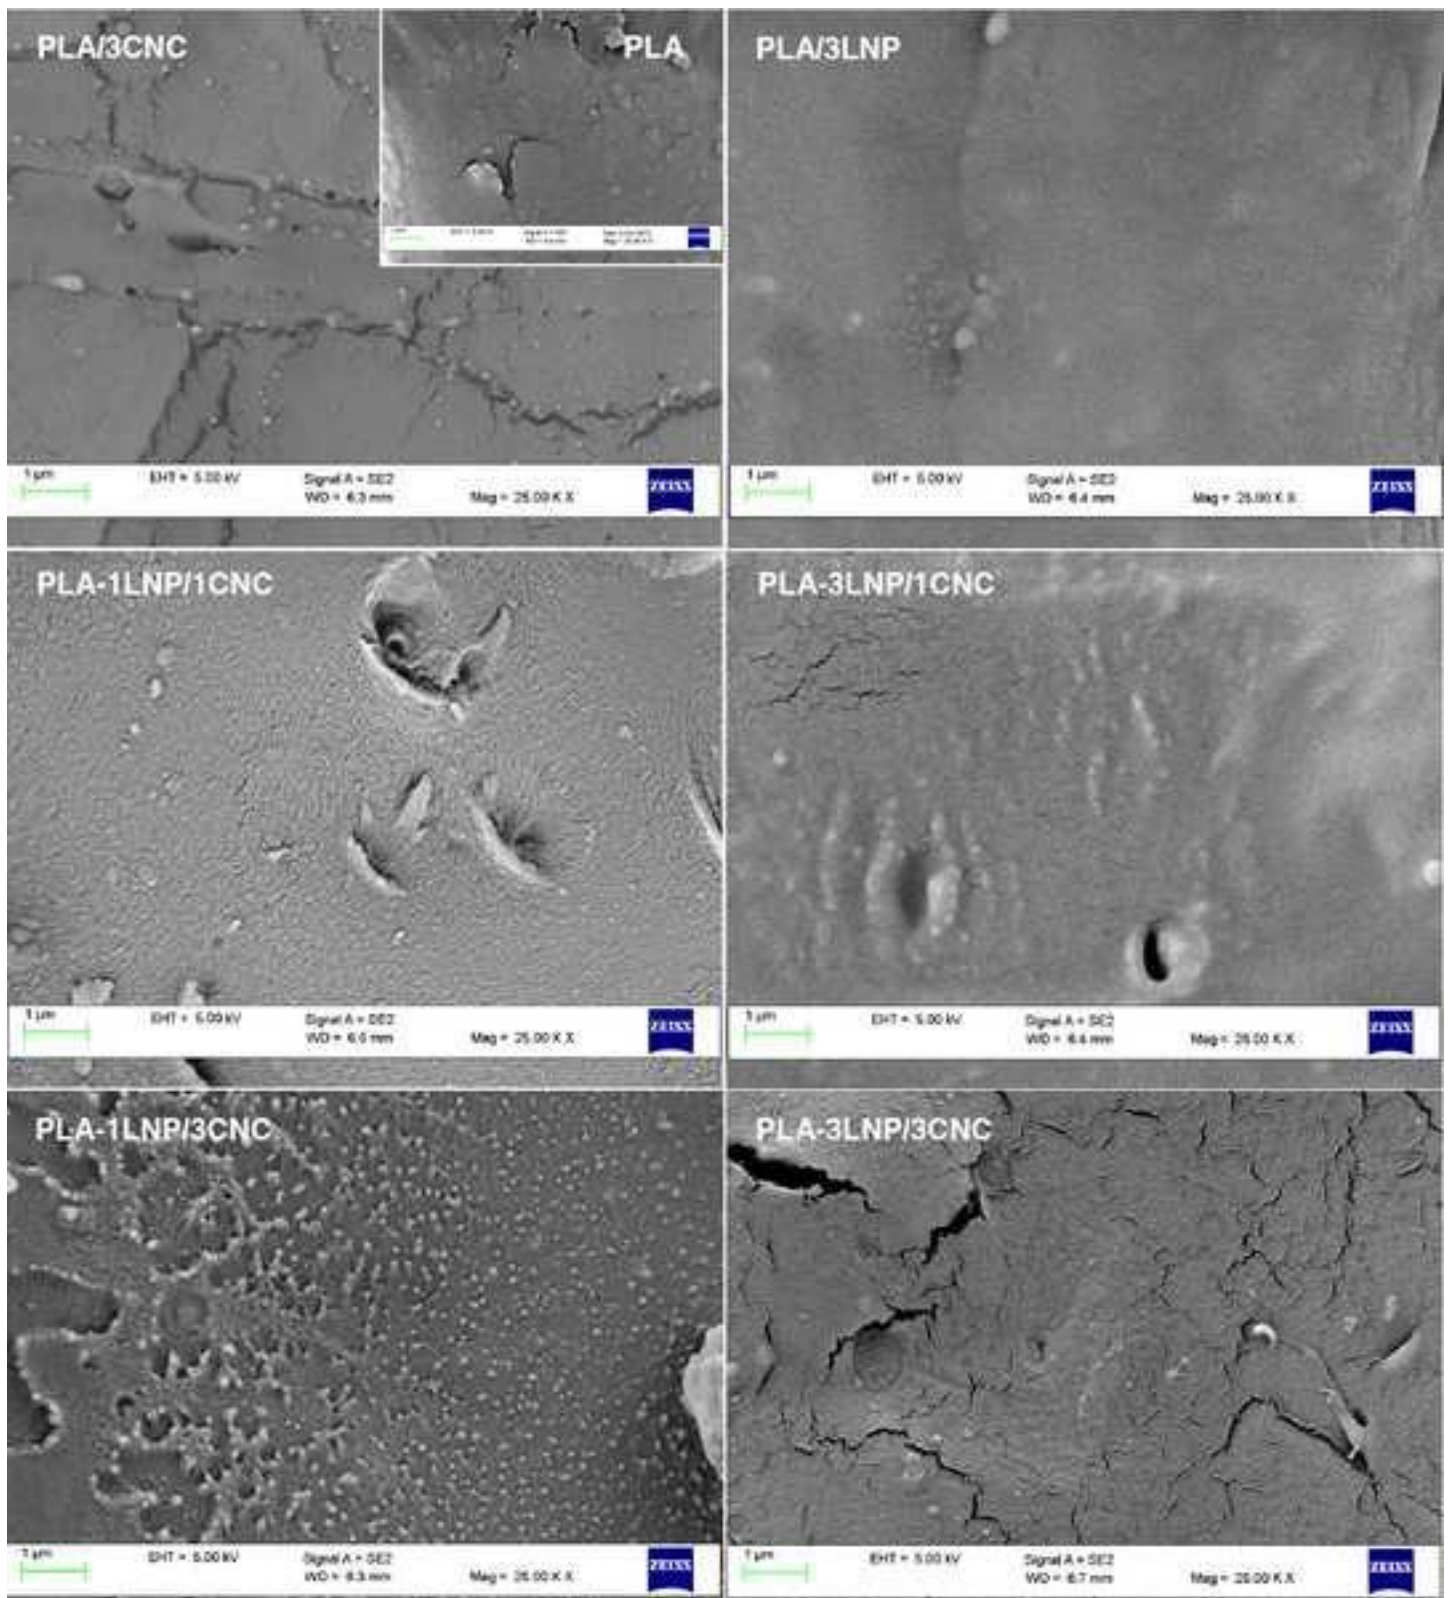 PLA/3CNC
PLA
1 µm EHT = 5.00 kV Signal A = SE2
WD = 6.3 mm Mag = 25.00 K X
ZEISS
PLA/3LNP
1 µm EHT = 5.00 kV Signal A = SE2
WD = 6.4 mm Mag = 25.00 K X
ZEISS
PLA-1LNP/1CNC
1 µm EHT = 5.00 kV Signal A = SE2
WD = 6.6 mm Mag = 25.00 K X
ZEISS
PLA-3LNP/1CNC
1 µm EHT = 5.00 kV Signal A = SE2
WD = 6.4 mm Mag = 25.00 K X
ZEISS
PLA-1LNP/3CNC
1 µm EHT = 5.00 kV Signal A = SE2
WD = 6.3 mm Mag = 25.00 K X
ZEISS
PLA-3LNP/3CNC
1 µm EHT = 5.00 kV Signal A = SE2
WD = 6.7 mm Mag = 25.00 K X
ZEISS